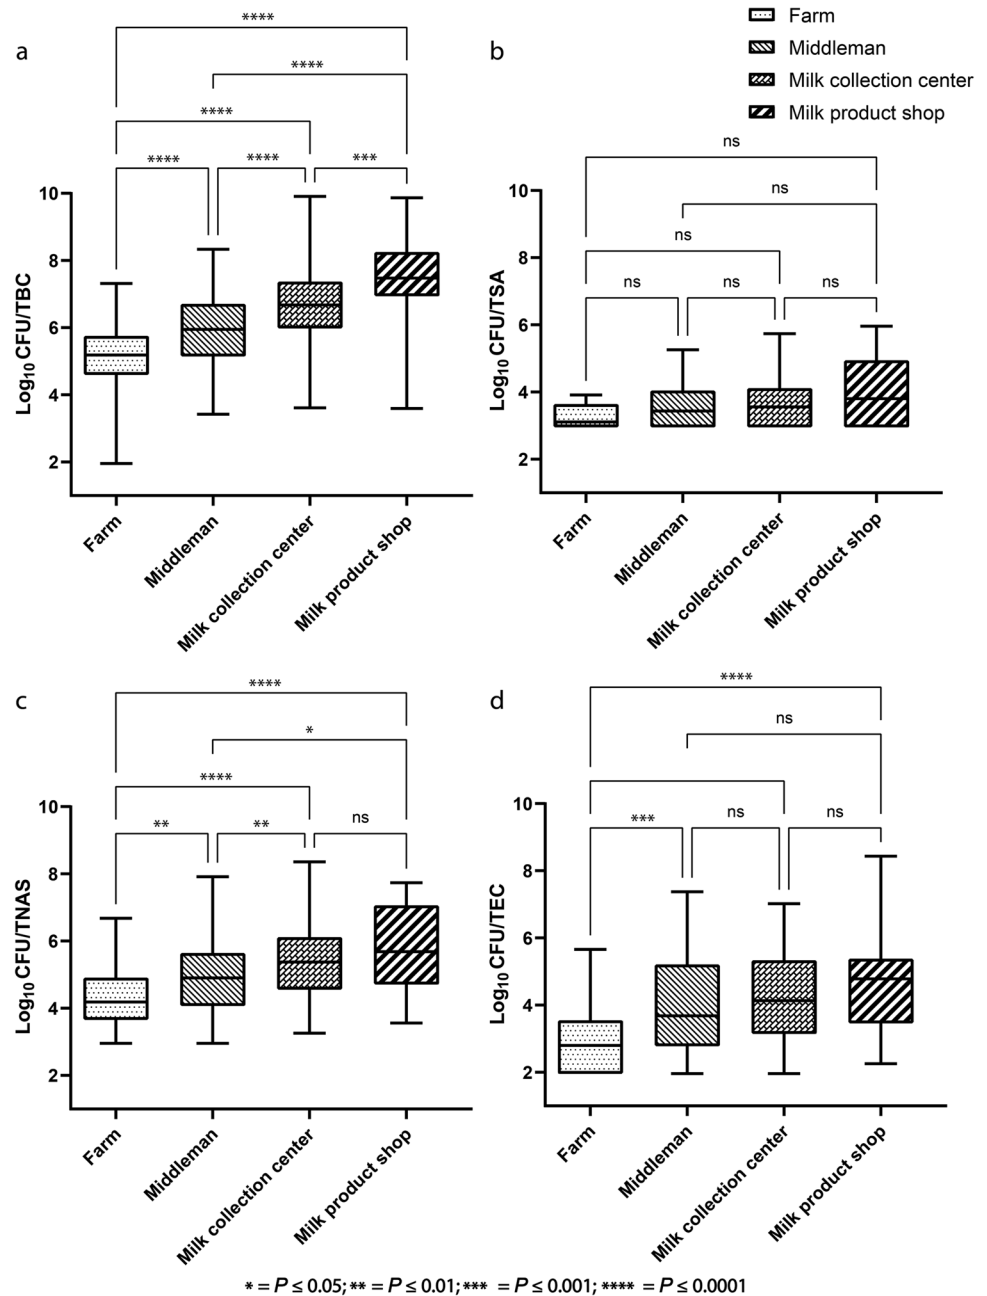 a
****
****
****
****
****
***
10
8
6
4
2
Log10 CFU/TBC
Farm
Middleman
Milk collection center
Milk product shop
b
Farm
Middleman
Milk collection center
Milk product shop
ns
ns
ns
ns
ns
ns
10
8
6
4
2
Log10 CFU/TSA
Farm
Middleman
Milk collection center
Milk product shop
c
****
*
****
**
**
ns
10
8
6
4
2
Log10 CFU/TNAS
Farm
Middleman
Milk collection center
Milk product shop
d
****
ns
***
ns
ns
10
8
6
4
2
Log10 CFU/TEC
Farm
Middleman
Milk collection center
Milk product shop
* = P ≤ 0.05; ** = P ≤ 0.01; *** = P ≤ 0.001; **** = P ≤ 0.0001